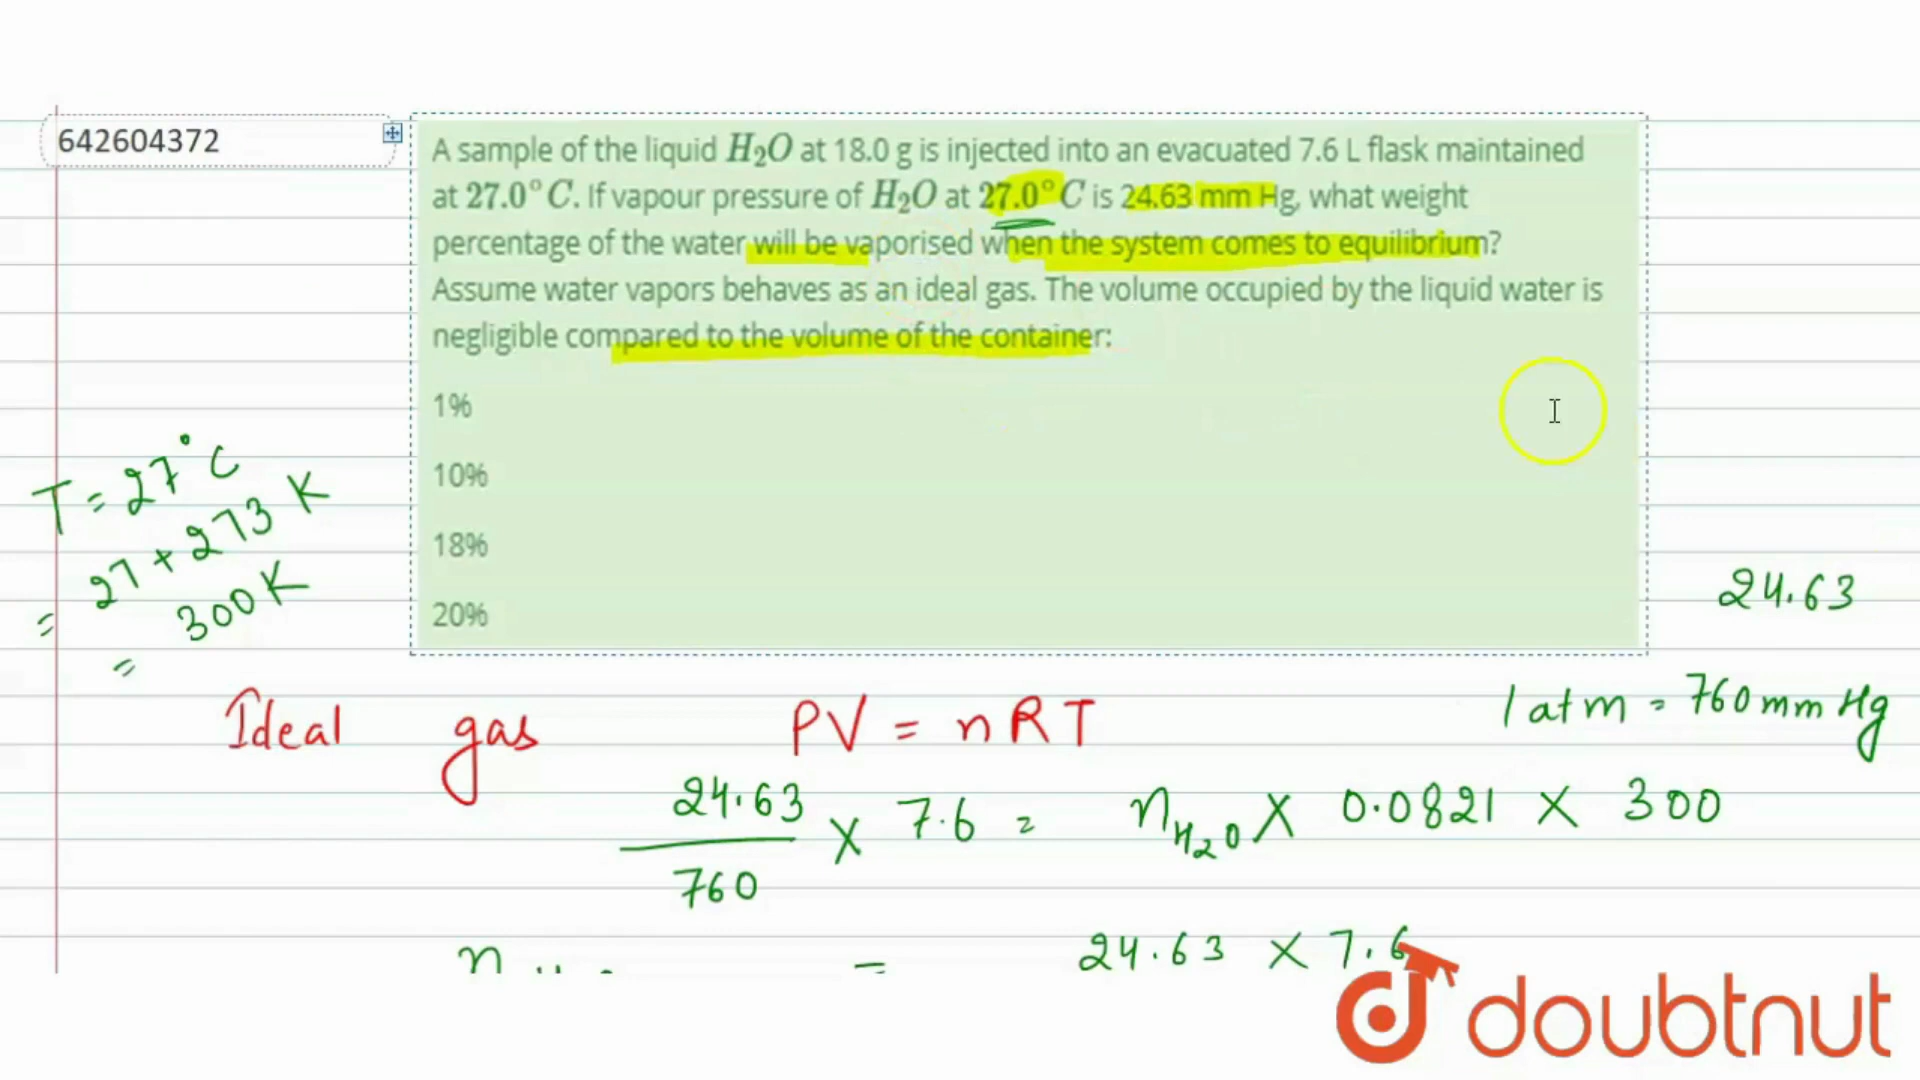 642604372
A sample of the liquid H₂O at 18.0 g is injected into an evacuated 7.6 L flask maintained
at 27.0° C. If vapour pressure of H₂O at 27.0° C is 24.63 mm Hg, what weight
percentage of the water will be vaporised when the system comes to equilibrium?
Assume water vapors behaves as an ideal gas. The volume occupied by the liquid water is
negligible compared to the volume of the container:
1%
10%
18%
20%
T = 27°C
= 27 + 273 K
= 300 K
24.63
1 atm = 760 mm Hg
Ideal gas PV = nRT
24.63/760 × 7.6 = nH₂O × 0.0821 × 300
n = 24.63 × 7.6
doubtnut